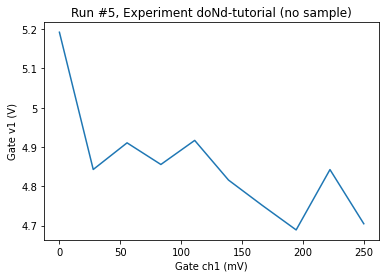 Run #5, Experiment doNd-tutorial (no sample)
5.2
5.1
5
4.9
4.8
4.7
Gate v1 (V)
0 50 100 150 200 250
Gate ch1 (mV)